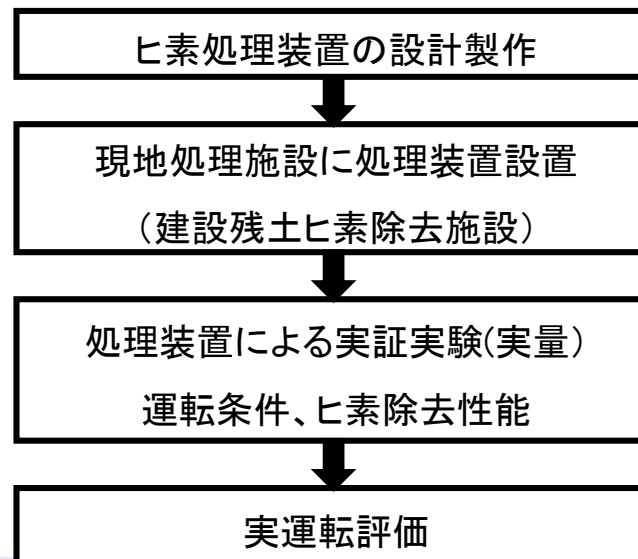 ヒ素処理装置の設計製作
現地処理施設に処理装置設置
（建設残土ヒ素除去施設）
処理装置による実証実験(実量）
運転条件、ヒ素除去性能
実運転評価